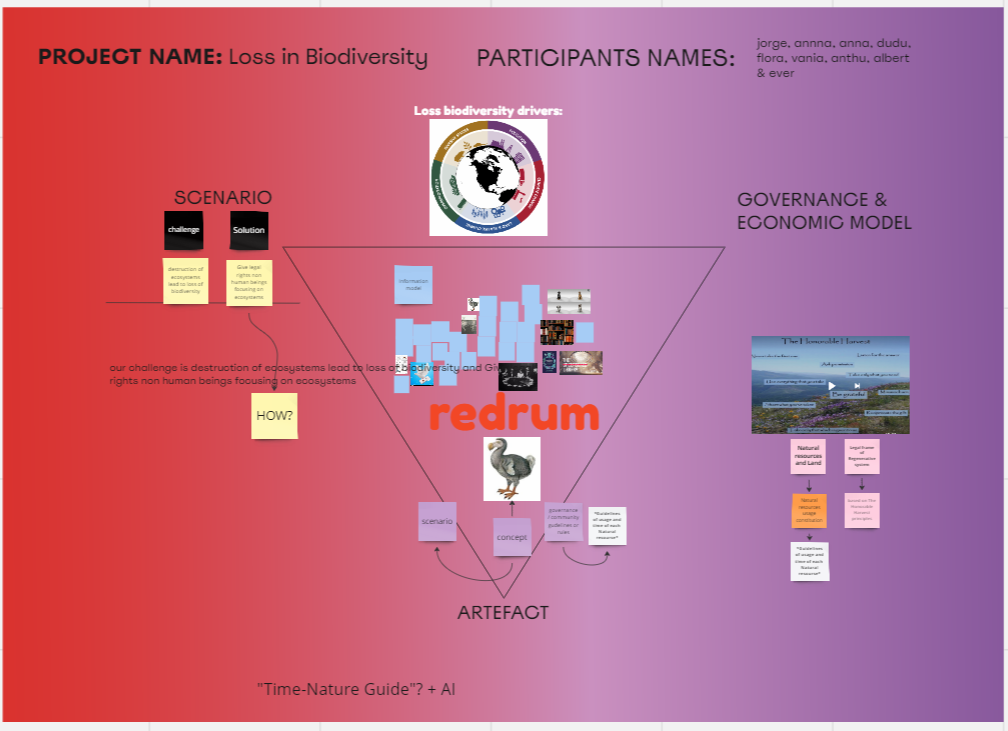 PROJECT NAME: Loss in Biodiversity
PARTICIPANTS NAMES:
jorge, annna, anna, dudu,
flora, vania, anthu, albert
& ever
Loss biodiversity drivers:
SCENARIO
challenge
Solution
destruction of
ecosystems
lead to loss of
biodiversity
Give legal
rights non
human beings
focusing on
ecosystems
our challenge is destruction of ecosystems lead to loss of biodiversity and Giv
rights non human beings focusing on ecosystems
HOW?
information
model
redrum
scenario
concept
governance
/ community
guidelines or
rules
"Guidelines
of usage and
time of each
Natural
resource"
ARTEFACT
"Time-Nature Guide"? + AI
GOVERNANCE &
ECONOMIC MODEL
The Honorable Harvest
Be grateful
Natural
resources
and Land
Legal frame
of
Regenerative
system
Natural
resources
usage
constitution
based on The
Honorable
Harvest
precepts
"Guidelines
of usage and
time of each
Natural
resource"